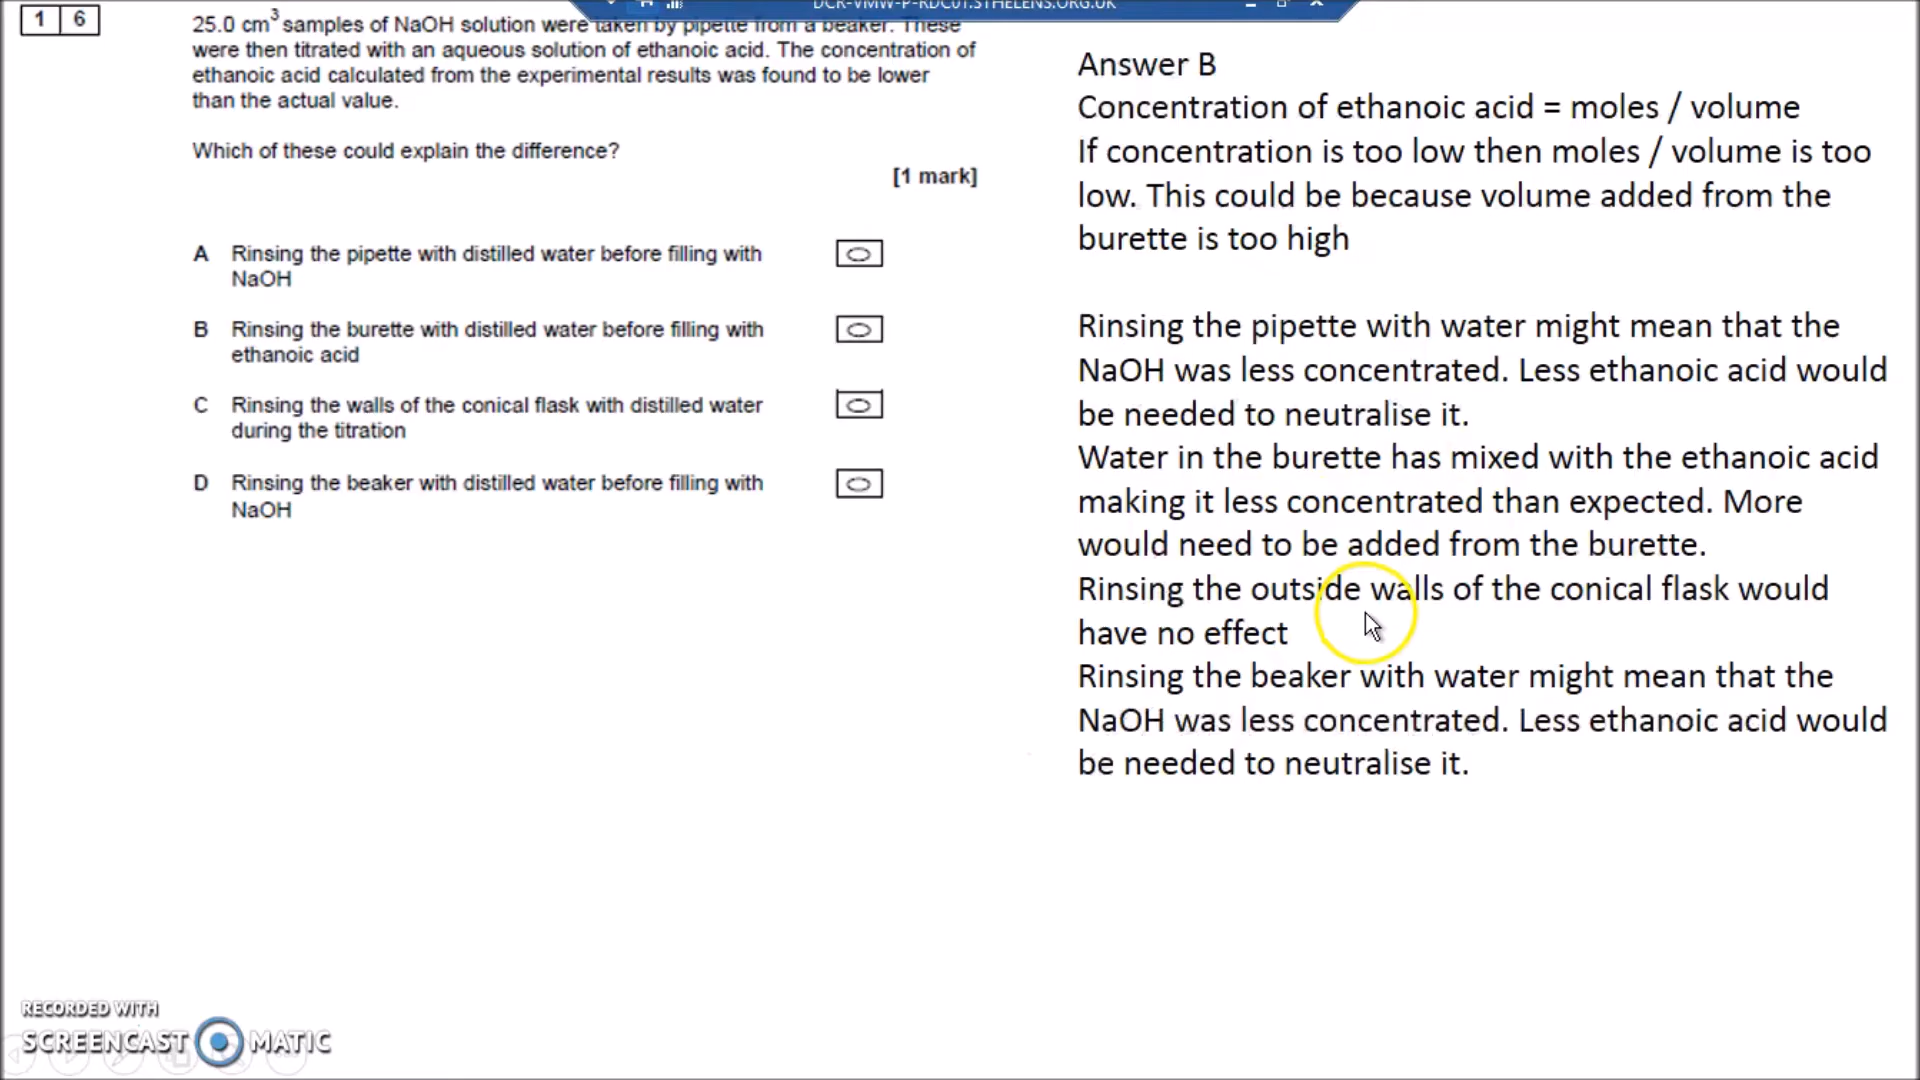 DCR-VMW-P-RDC01.STHELENS.ORG.UK
1 6
25.0 cm³ samples of NaOH solution were taken by pipette from a beaker. These
were then titrated with an aqueous solution of ethanoic acid. The concentration of
ethanoic acid calculated from the experimental results was found to be lower
than the actual value.
Which of these could explain the difference?
[1 mark]
A Rinsing the pipette with distilled water before filling with
NaOH
B Rinsing the burette with distilled water before filling with
ethanoic acid
C Rinsing the walls of the conical flask with distilled water
during the titration
D Rinsing the beaker with distilled water before filling with
NaOH
Answer B
Concentration of ethanoic acid = moles / volume
If concentration is too low then moles / volume is too
low. This could be because volume added from the
burette is too high
Rinsing the pipette with water might mean that the
NaOH was less concentrated. Less ethanoic acid would
be needed to neutralise it.
Water in the burette has mixed with the ethanoic acid
making it less concentrated than expected. More
would need to be added from the burette.
Rinsing the outside walls of the conical flask would
have no effect
Rinsing the beaker with water might mean that the
NaOH was less concentrated. Less ethanoic acid would
be needed to neutralise it.
RECORDED WITH
SCREENCAST MATIC